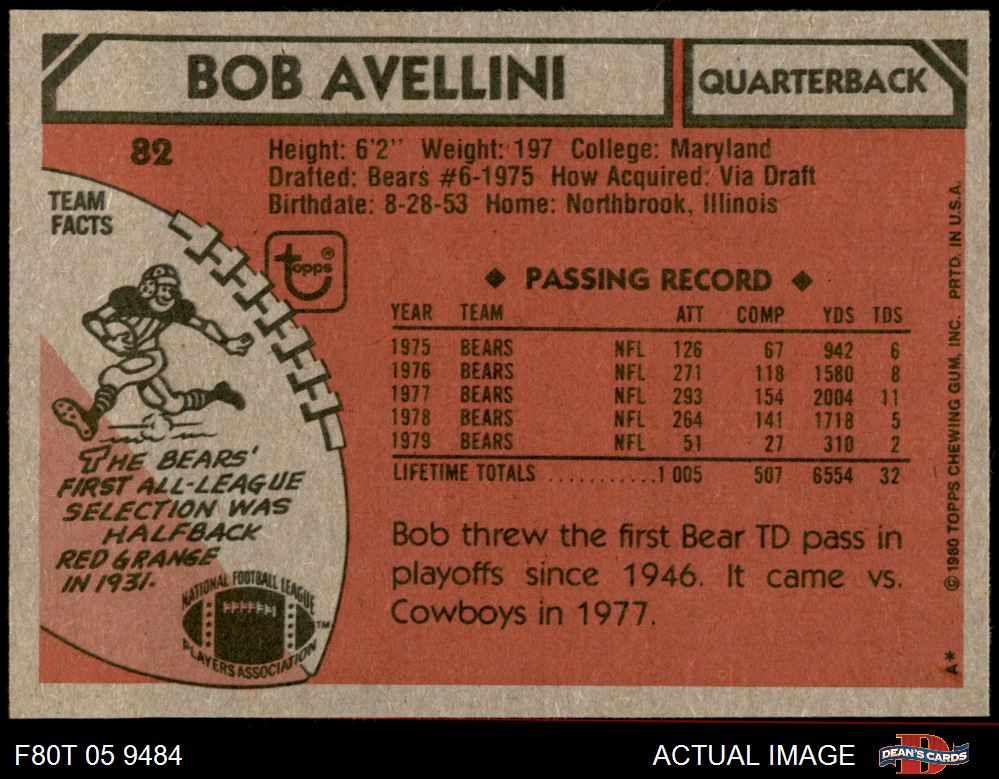 BOB AVELLINI
QUARTERBACK
82
Height: 6'2" Weight: 197 College: Maryland
Drafted: Bears #6-1975 How Acquired: Via Draft
Birthdate: 8-28-53 Home: Northbrook, Illinois
TEAM
FACTS
topps®
◆ PASSING RECORD ◆
YEAR TEAM ATT COMP YDS TDS
1975 BEARS NFL 126 67 942 6
1976 BEARS NFL 271 118 1580 8
1977 BEARS NFL 293 154 2004 11
1978 BEARS NFL 264 141 1718 5
1979 BEARS NFL 51 27 310 2
LIFETIME TOTALS ..........1 005 507 6554 32
THE BEARS'
FIRST ALL-LEAGUE
SELECTION WAS
HALFBACK
RED GRANGE
IN 1931.
NATIONAL FOOTBALL LEAGUE
PLAYERS ASSOCIATION
TM
Bob threw the first Bear TD pass in
playoffs since 1946. It came vs.
Cowboys in 1977.
A* ©1980 TOPPS CHEWING GUM, INC. PRTD. IN U.S.A.
F80T 05 9484
ACTUAL IMAGE
DEAN'S CARDS